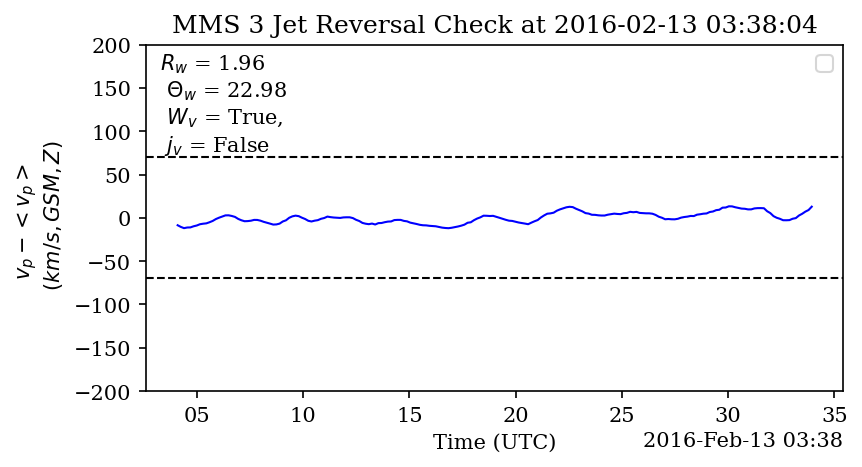 MMS 3 Jet Reversal Check at 2016-02-13 03:38:04
R_w = 1.96
Θ_w = 22.98
W_v = True,
j_v = False
v_p − < v_p >
(km/s, GSM, Z)
200
150
100
50
0
−50
−100
−150
−200
05 10 15 20 25 30 35
Time (UTC)
2016-Feb-13 03:38